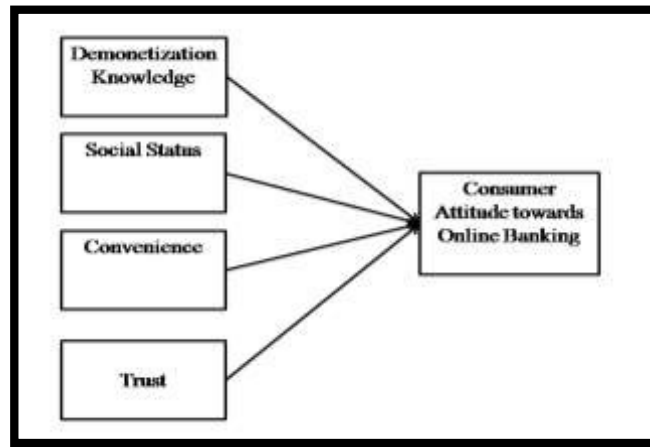 Demonetization
Knowledge
Social Status
Convenience
Trust
Consumer
Attitude towards
Online Banking